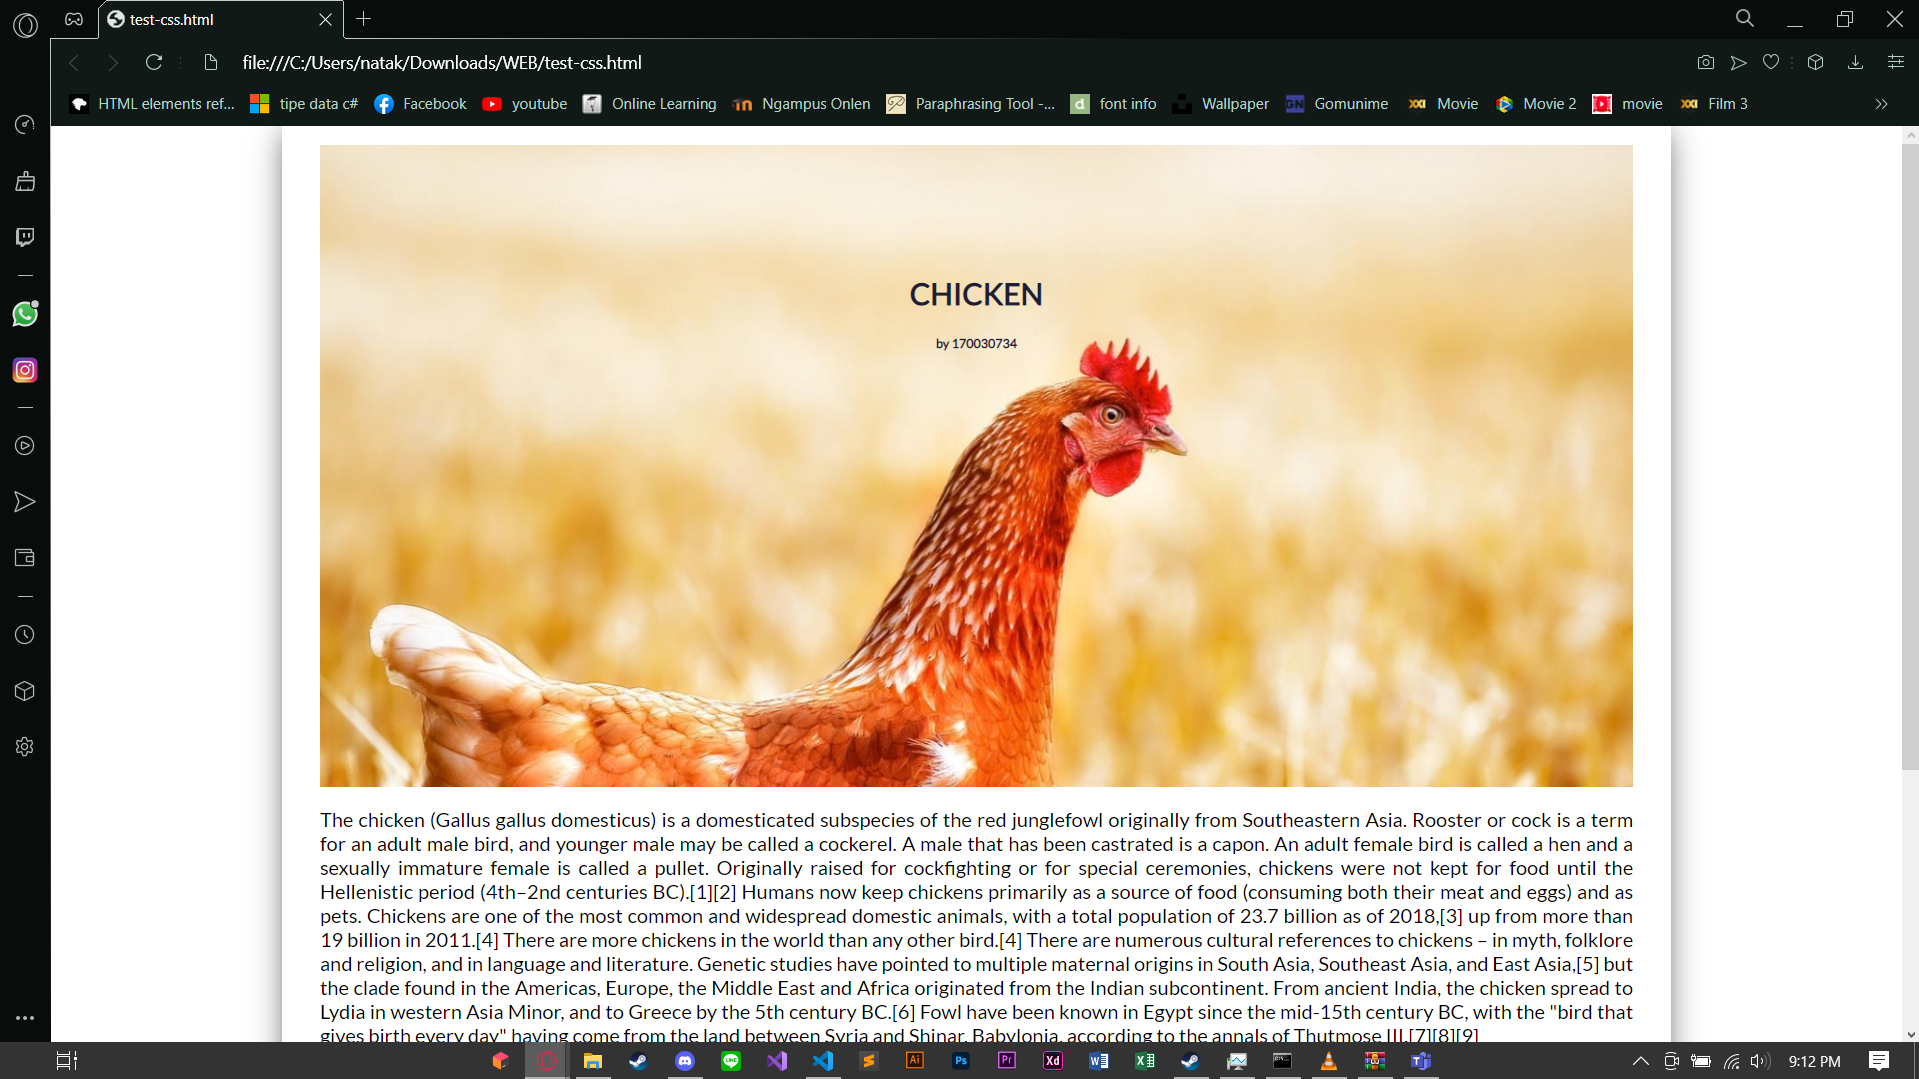 test-css.html
file:///C:/Users/natak/Downloads/WEB/test-css.html
HTML elements ref... tipe data c# Facebook youtube Online Learning Ngampus Onlen Paraphrasing Tool -... font info Wallpaper Gomunime Movie Movie 2 movie Film 3
CHICKEN
by 170030734
The chicken (Gallus gallus domesticus) is a domesticated subspecies of the red junglefowl originally from Southeastern Asia. Rooster or cock is a term
for an adult male bird, and younger male may be called a cockerel. A male that has been castrated is a capon. An adult female bird is called a hen and a
sexually immature female is called a pullet. Originally raised for cockfighting or for special ceremonies, chickens were not kept for food until the
Hellenistic period (4th–2nd centuries BC).[1][2] Humans now keep chickens primarily as a source of food (consuming both their meat and eggs) and as
pets. Chickens are one of the most common and widespread domestic animals, with a total population of 23.7 billion as of 2018,[3] up from more than
19 billion in 2011.[4] There are more chickens in the world than any other bird.[4] There are numerous cultural references to chickens – in myth, folklore
and religion, and in language and literature. Genetic studies have pointed to multiple maternal origins in South Asia, Southeast Asia, and East Asia,[5] but
the clade found in the Americas, Europe, the Middle East and Africa originated from the Indian subcontinent. From ancient India, the chicken spread to
Lydia in western Asia Minor, and to Greece by the 5th century BC.[6] Fowl have been known in Egypt since the mid-15th century BC, with the "bird that
gives birth every day" having come from the land between Syria and Shinar, Babylonia, according to the annals of Thutmose III.[7][8][9]
9:12 PM